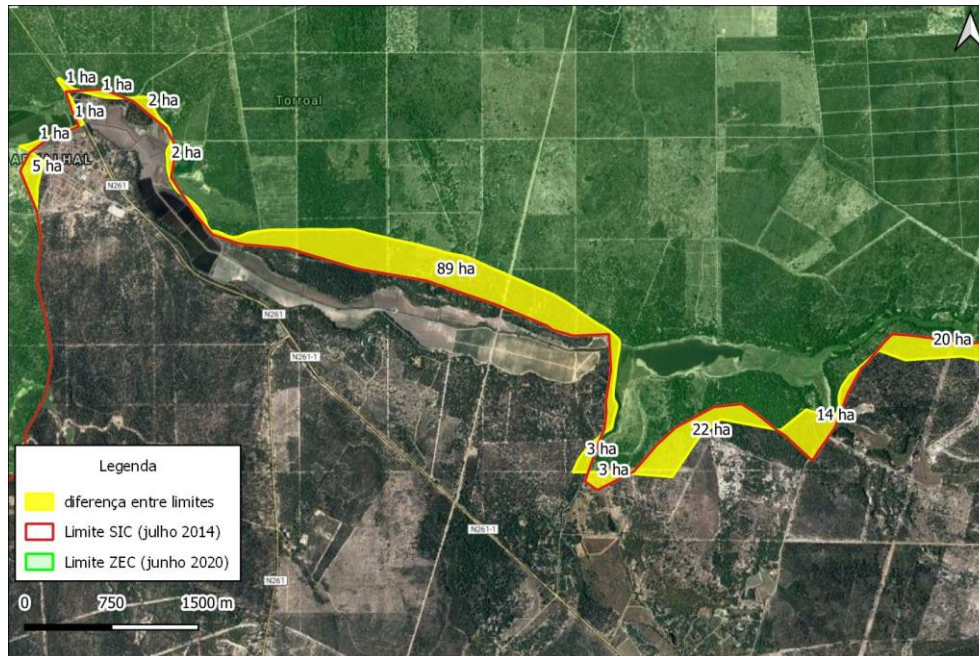 1 ha
1 ha
2 ha
Torroal
1 ha
1 ha
2 ha
5 ha
N261
89 ha
N261
N261-1
20 ha
14 ha
22 ha
3 ha
3 ha
N261-1
N261
Legenda
diferença entre limites
Limite SIC (julho 2014)
Limite ZEC (junho 2020)
0 750 1500 m